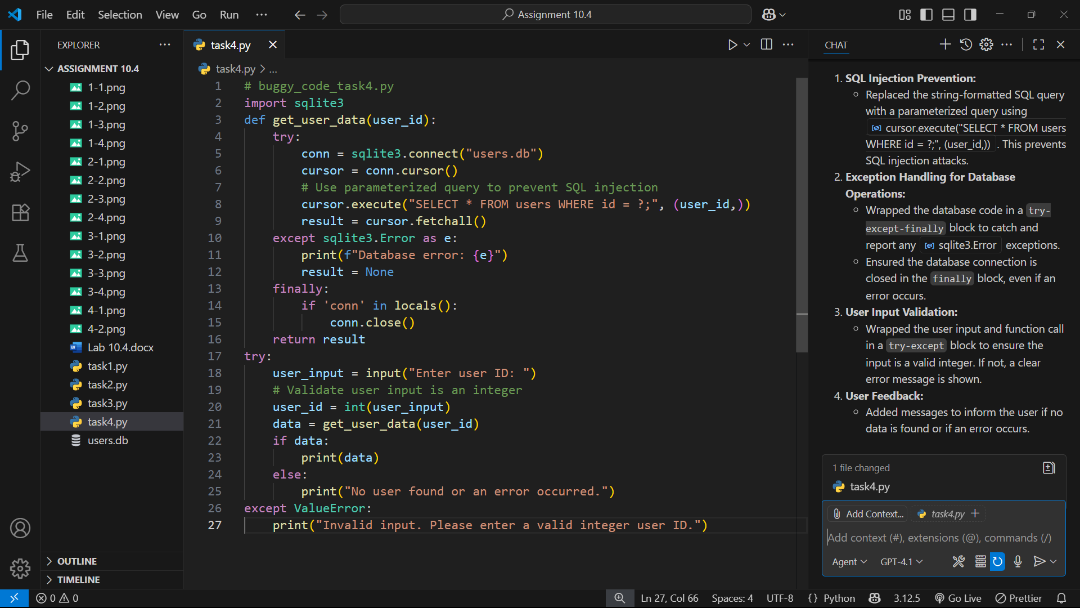 File Edit Selection View Go Run ··· Assignment 10.4
EXPLORER ···
ASSIGNMENT 10.4
1-1.png
1-2.png
1-3.png
1-4.png
2-1.png
2-2.png
2-3.png
2-4.png
3-1.png
3-2.png
3-3.png
3-4.png
4-1.png
4-2.png
Lab 10.4.docx
task1.py
task2.py
task3.py
task4.py
users.db
OUTLINE
TIMELINE
task4.py
task4.py > ...
1 # buggy_code_task4.py
2 import sqlite3
3 def get_user_data(user_id):
4 try:
5 conn = sqlite3.connect("users.db")
6 cursor = conn.cursor()
7 # Use parameterized query to prevent SQL injection
8 cursor.execute("SELECT * FROM users WHERE id = ?;", (user_id,))
9 result = cursor.fetchall()
10 except sqlite3.Error as e:
11 print(f"Database error: {e}")
12 result = None
13 finally:
14 if 'conn' in locals():
15 conn.close()
16 return result
17 try:
18 user_input = input("Enter user ID: ")
19 # Validate user input is an integer
20 user_id = int(user_input)
21 data = get_user_data(user_id)
22 if data:
23 print(data)
24 else:
25 print("No user found or an error occurred.")
26 except ValueError:
27 print("Invalid input. Please enter a valid integer user ID.")
CHAT
1. SQL Injection Prevention:
Replaced the string-formatted SQL query
with a parameterized query using
cursor.execute("SELECT * FROM users
WHERE id = ?;", (user_id,)) . This prevents
SQL injection attacks.
2. Exception Handling for Database
Operations:
Wrapped the database code in a try-
except-finally block to catch and
report any sqlite3.Error exceptions.
Ensured the database connection is
closed in the finally block, even if an
error occurs.
3. User Input Validation:
Wrapped the user input and function call
in a try-except block to ensure the
input is a valid integer. If not, a clear
error message is shown.
4. User Feedback:
Added messages to inform the user if no
data is found or if an error occurs.
1 file changed
task4.py
Add Context... task4.py +
Add context (#), extensions (@), commands (/)
Agent GPT-4.1
0 0 Ln 27, Col 66 Spaces: 4 UTF-8 {} Python 3.12.5 Go Live Prettier